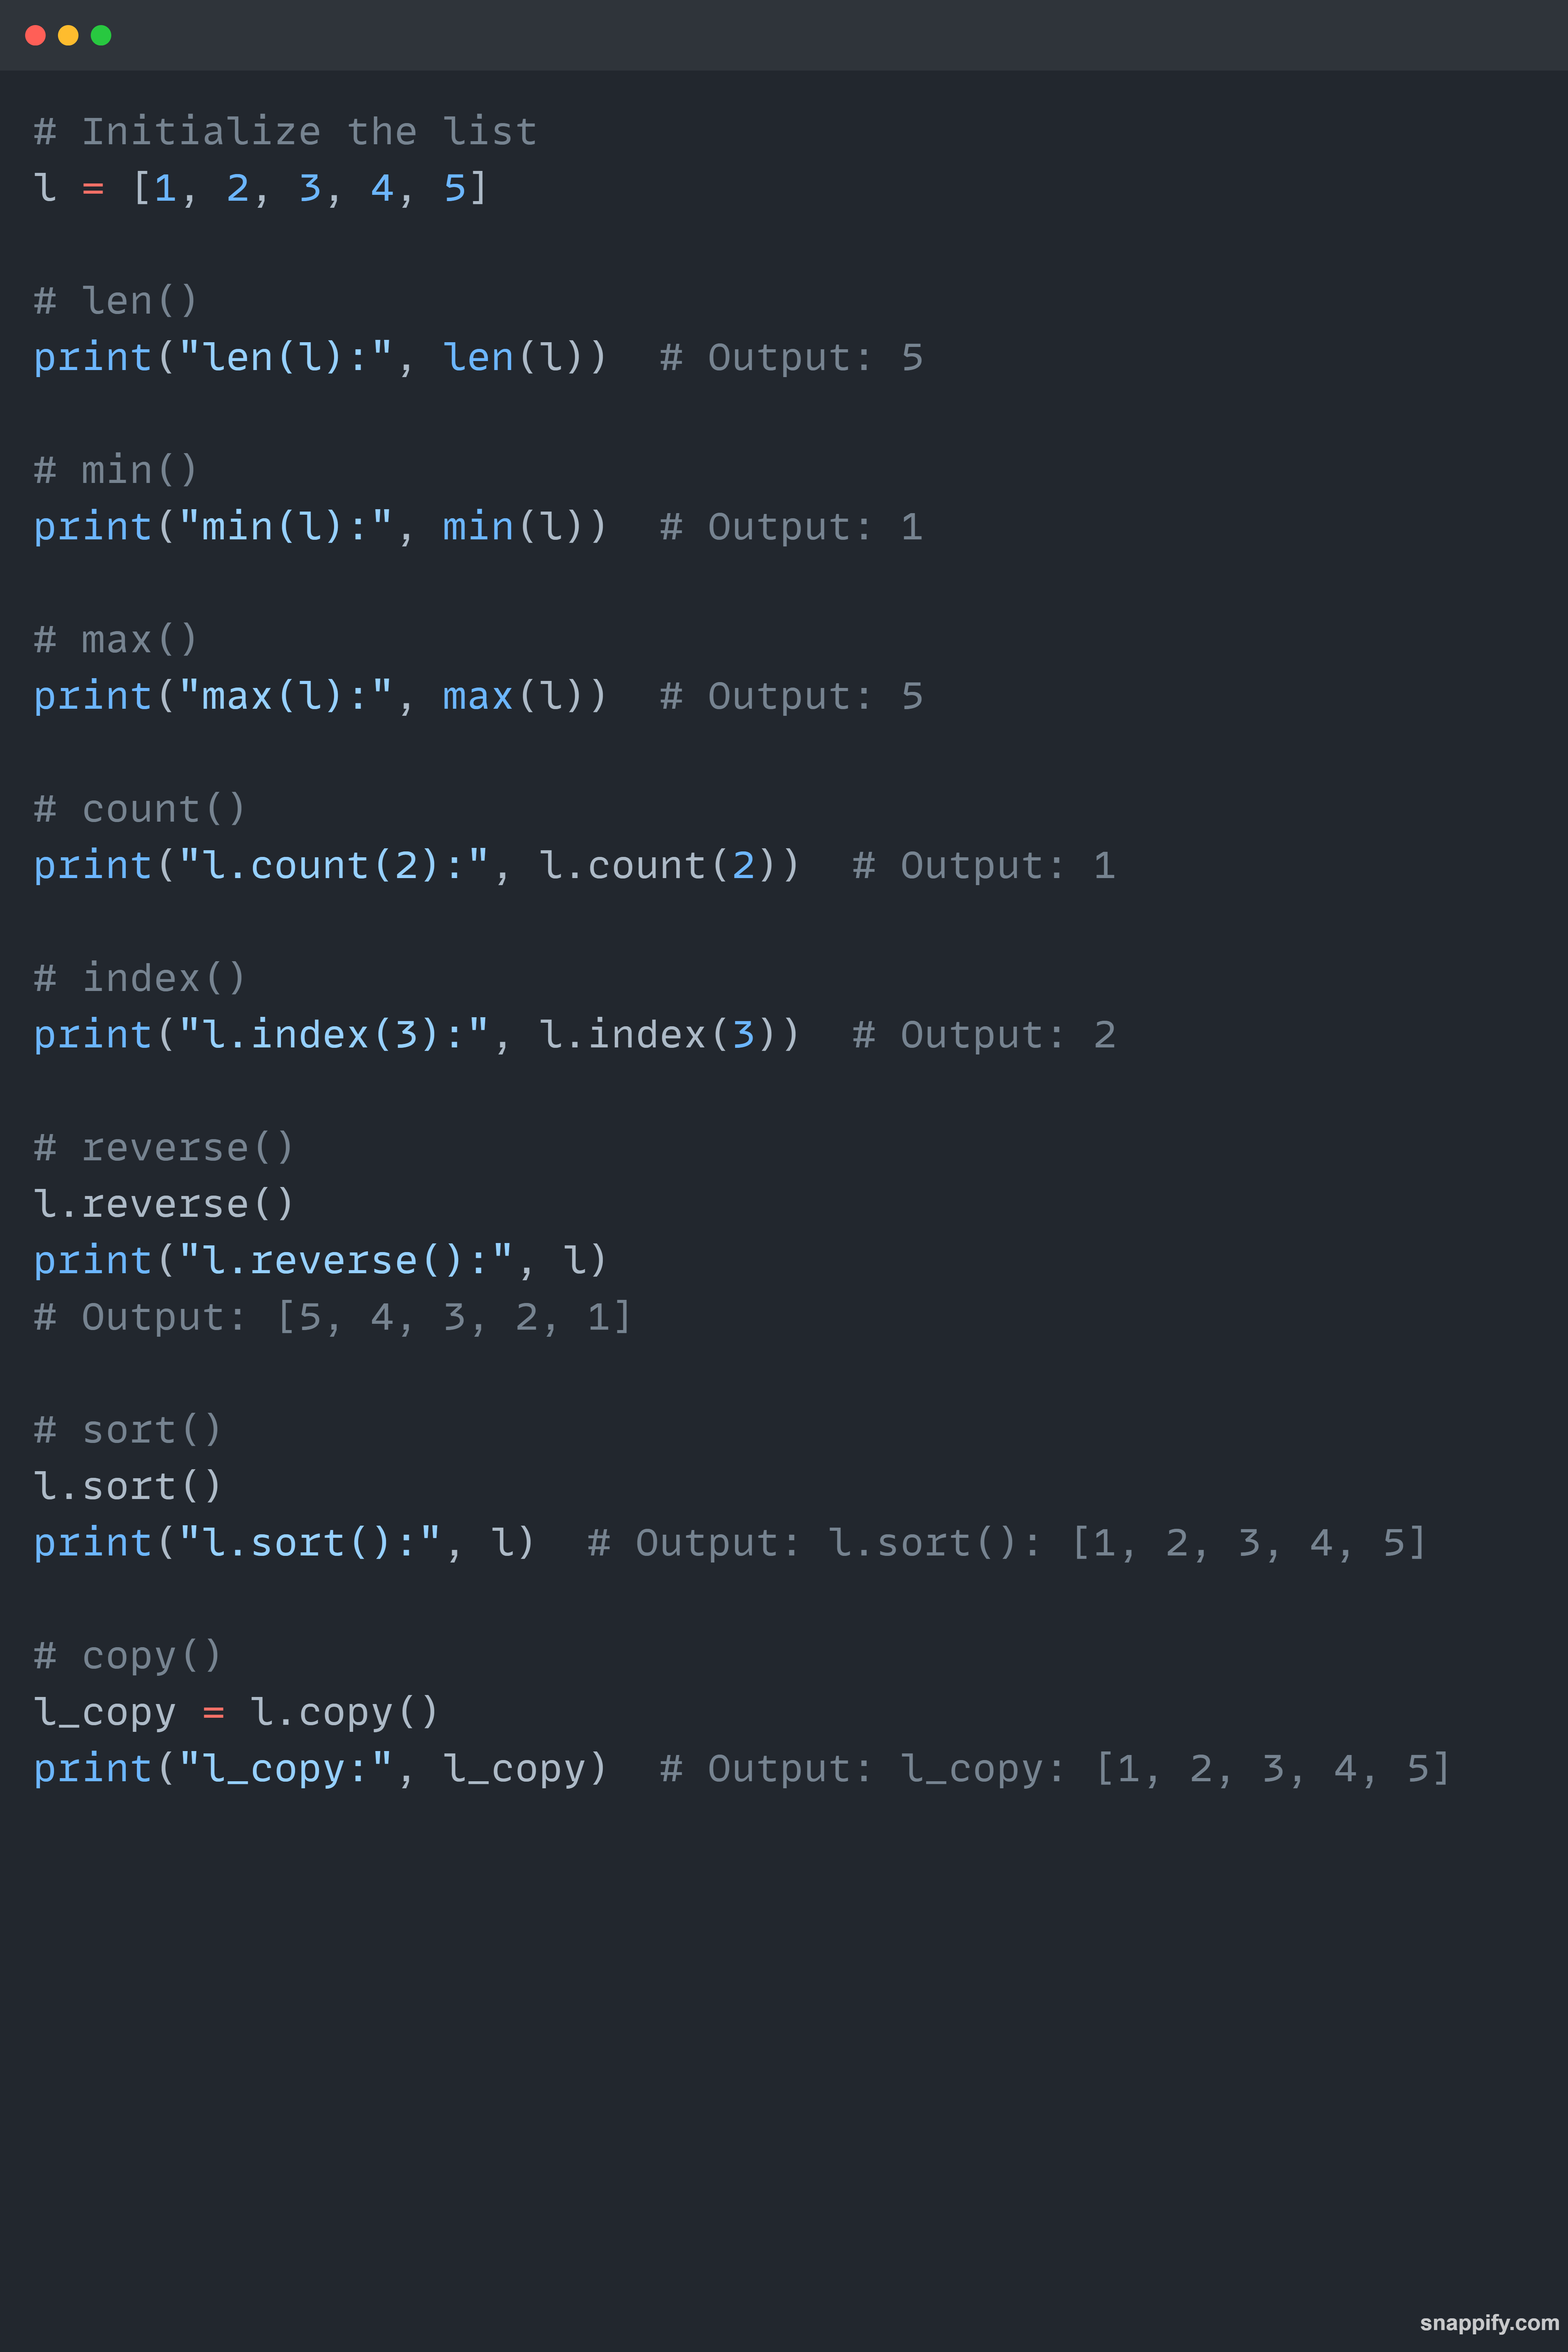 # Initialize the list
l = [1, 2, 3, 4, 5]
# len()
print("len(l):", len(l))  # Output: 5
# min()
print("min(l):", min(l))  # Output: 1
# max()
print("max(l):", max(l))  # Output: 5
# count()
print("l.count(2):", l.count(2))  # Output: 1
# index()
print("l.index(3):", l.index(3))  # Output: 2
# reverse()
l.reverse()
print("l.reverse():", l)
# Output: [5, 4, 3, 2, 1]
# sort()
l.sort()
print("l.sort():", l)  # Output: l.sort(): [1, 2, 3, 4, 5]
# copy()
l_copy = l.copy()
print("l_copy:", l_copy)  # Output: l_copy: [1, 2, 3, 4, 5]
snappify.com